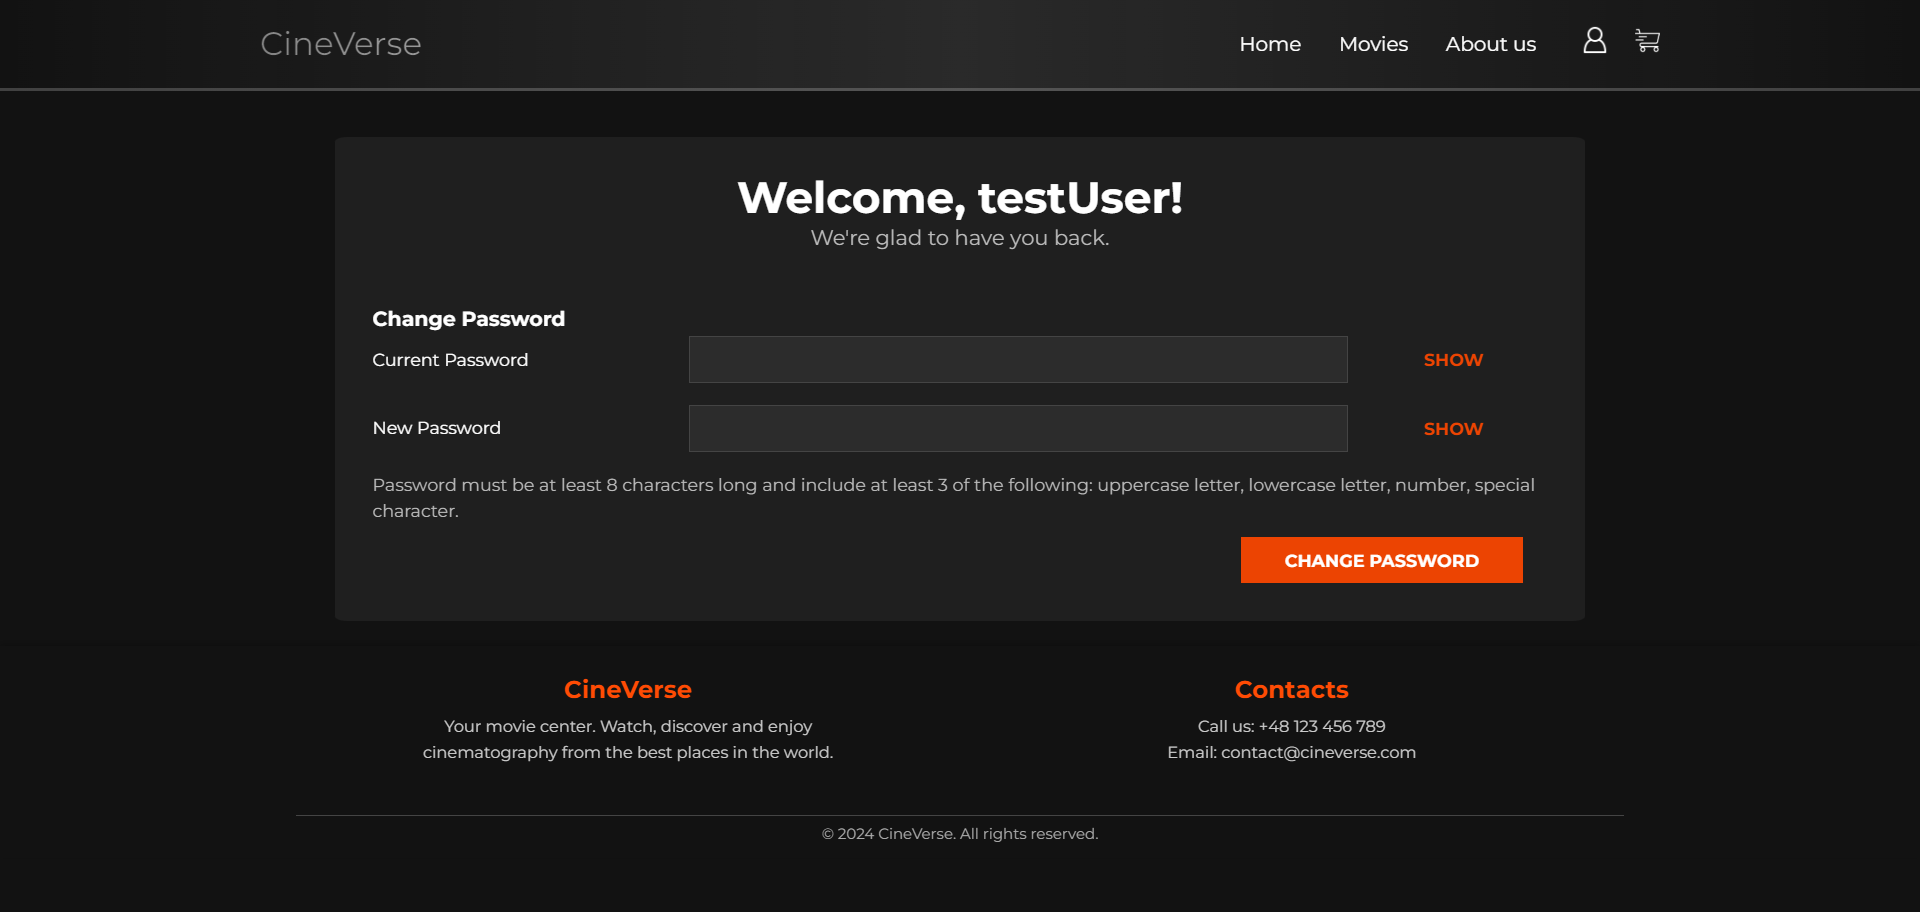 CineVerse
Home Movies About us
Welcome, testUser!
We're glad to have you back.
Change Password
Current Password SHOW
New Password SHOW
Password must be at least 8 characters long and include at least 3 of the following: uppercase letter, lowercase letter, number, special
character.
CHANGE PASSWORD
CineVerse
Your movie center. Watch, discover and enjoy
cinematography from the best places in the world.
Contacts
Call us: +48 123 456 789
Email: contact@cineverse.com
© 2024 CineVerse. All rights reserved.